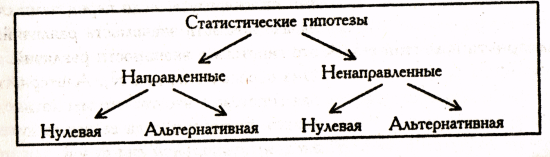 Статистические гипотезы
Направленные Ненаправленные
Нулевая Альтернативная Нулевая Альтернативная